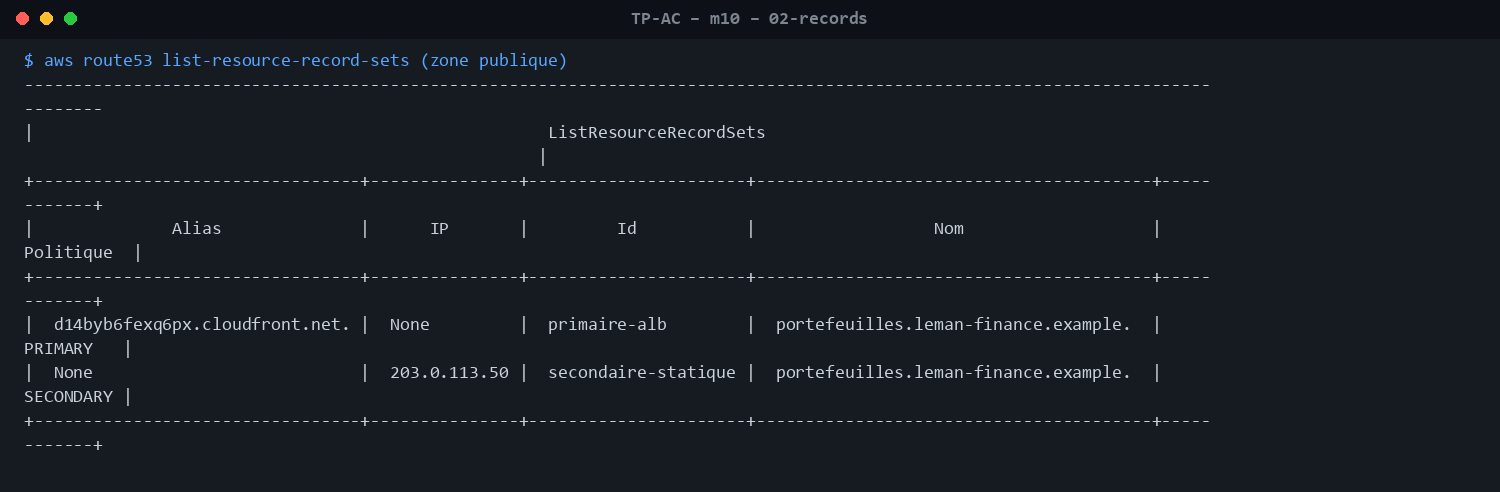 TP-AC – m10 – 02-records
$ aws route53 list-resource-record-sets (zone publique)
------------------------------------------------------------------------------------------------------------------------
--------
|                                                    ListResourceRecordSets
                                                    |
+---------------------------------+---------------+----------------------+----------------------------------------+-----
-------+
|              Alias              |      IP       |         Id           |                  Nom                   |
Politique  |
+---------------------------------+---------------+----------------------+----------------------------------------+-----
-------+
|  d14byb6fexq6px.cloudfront.net. |  None         |  primaire-alb        |  portefeuilles.leman-finance.example.  |
PRIMARY   |
|  None                           |  203.0.113.50 |  secondaire-statique |  portefeuilles.leman-finance.example.  |
SECONDARY |
+---------------------------------+---------------+----------------------+----------------------------------------+-----
-------+